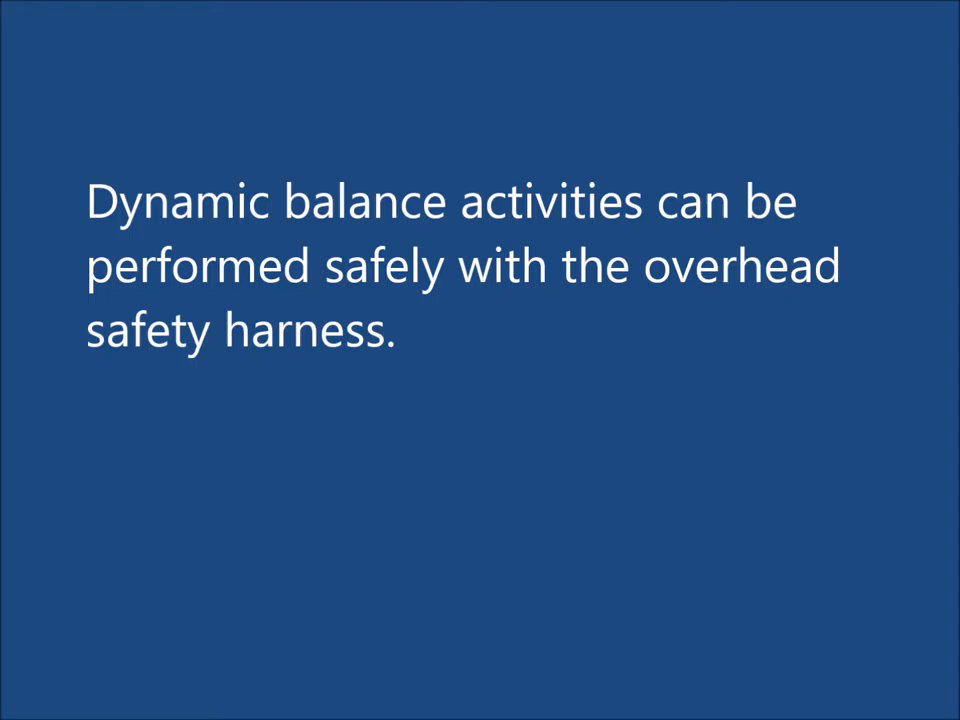 Dynamic balance activities can be
performed safely with the overhead
safety harness.